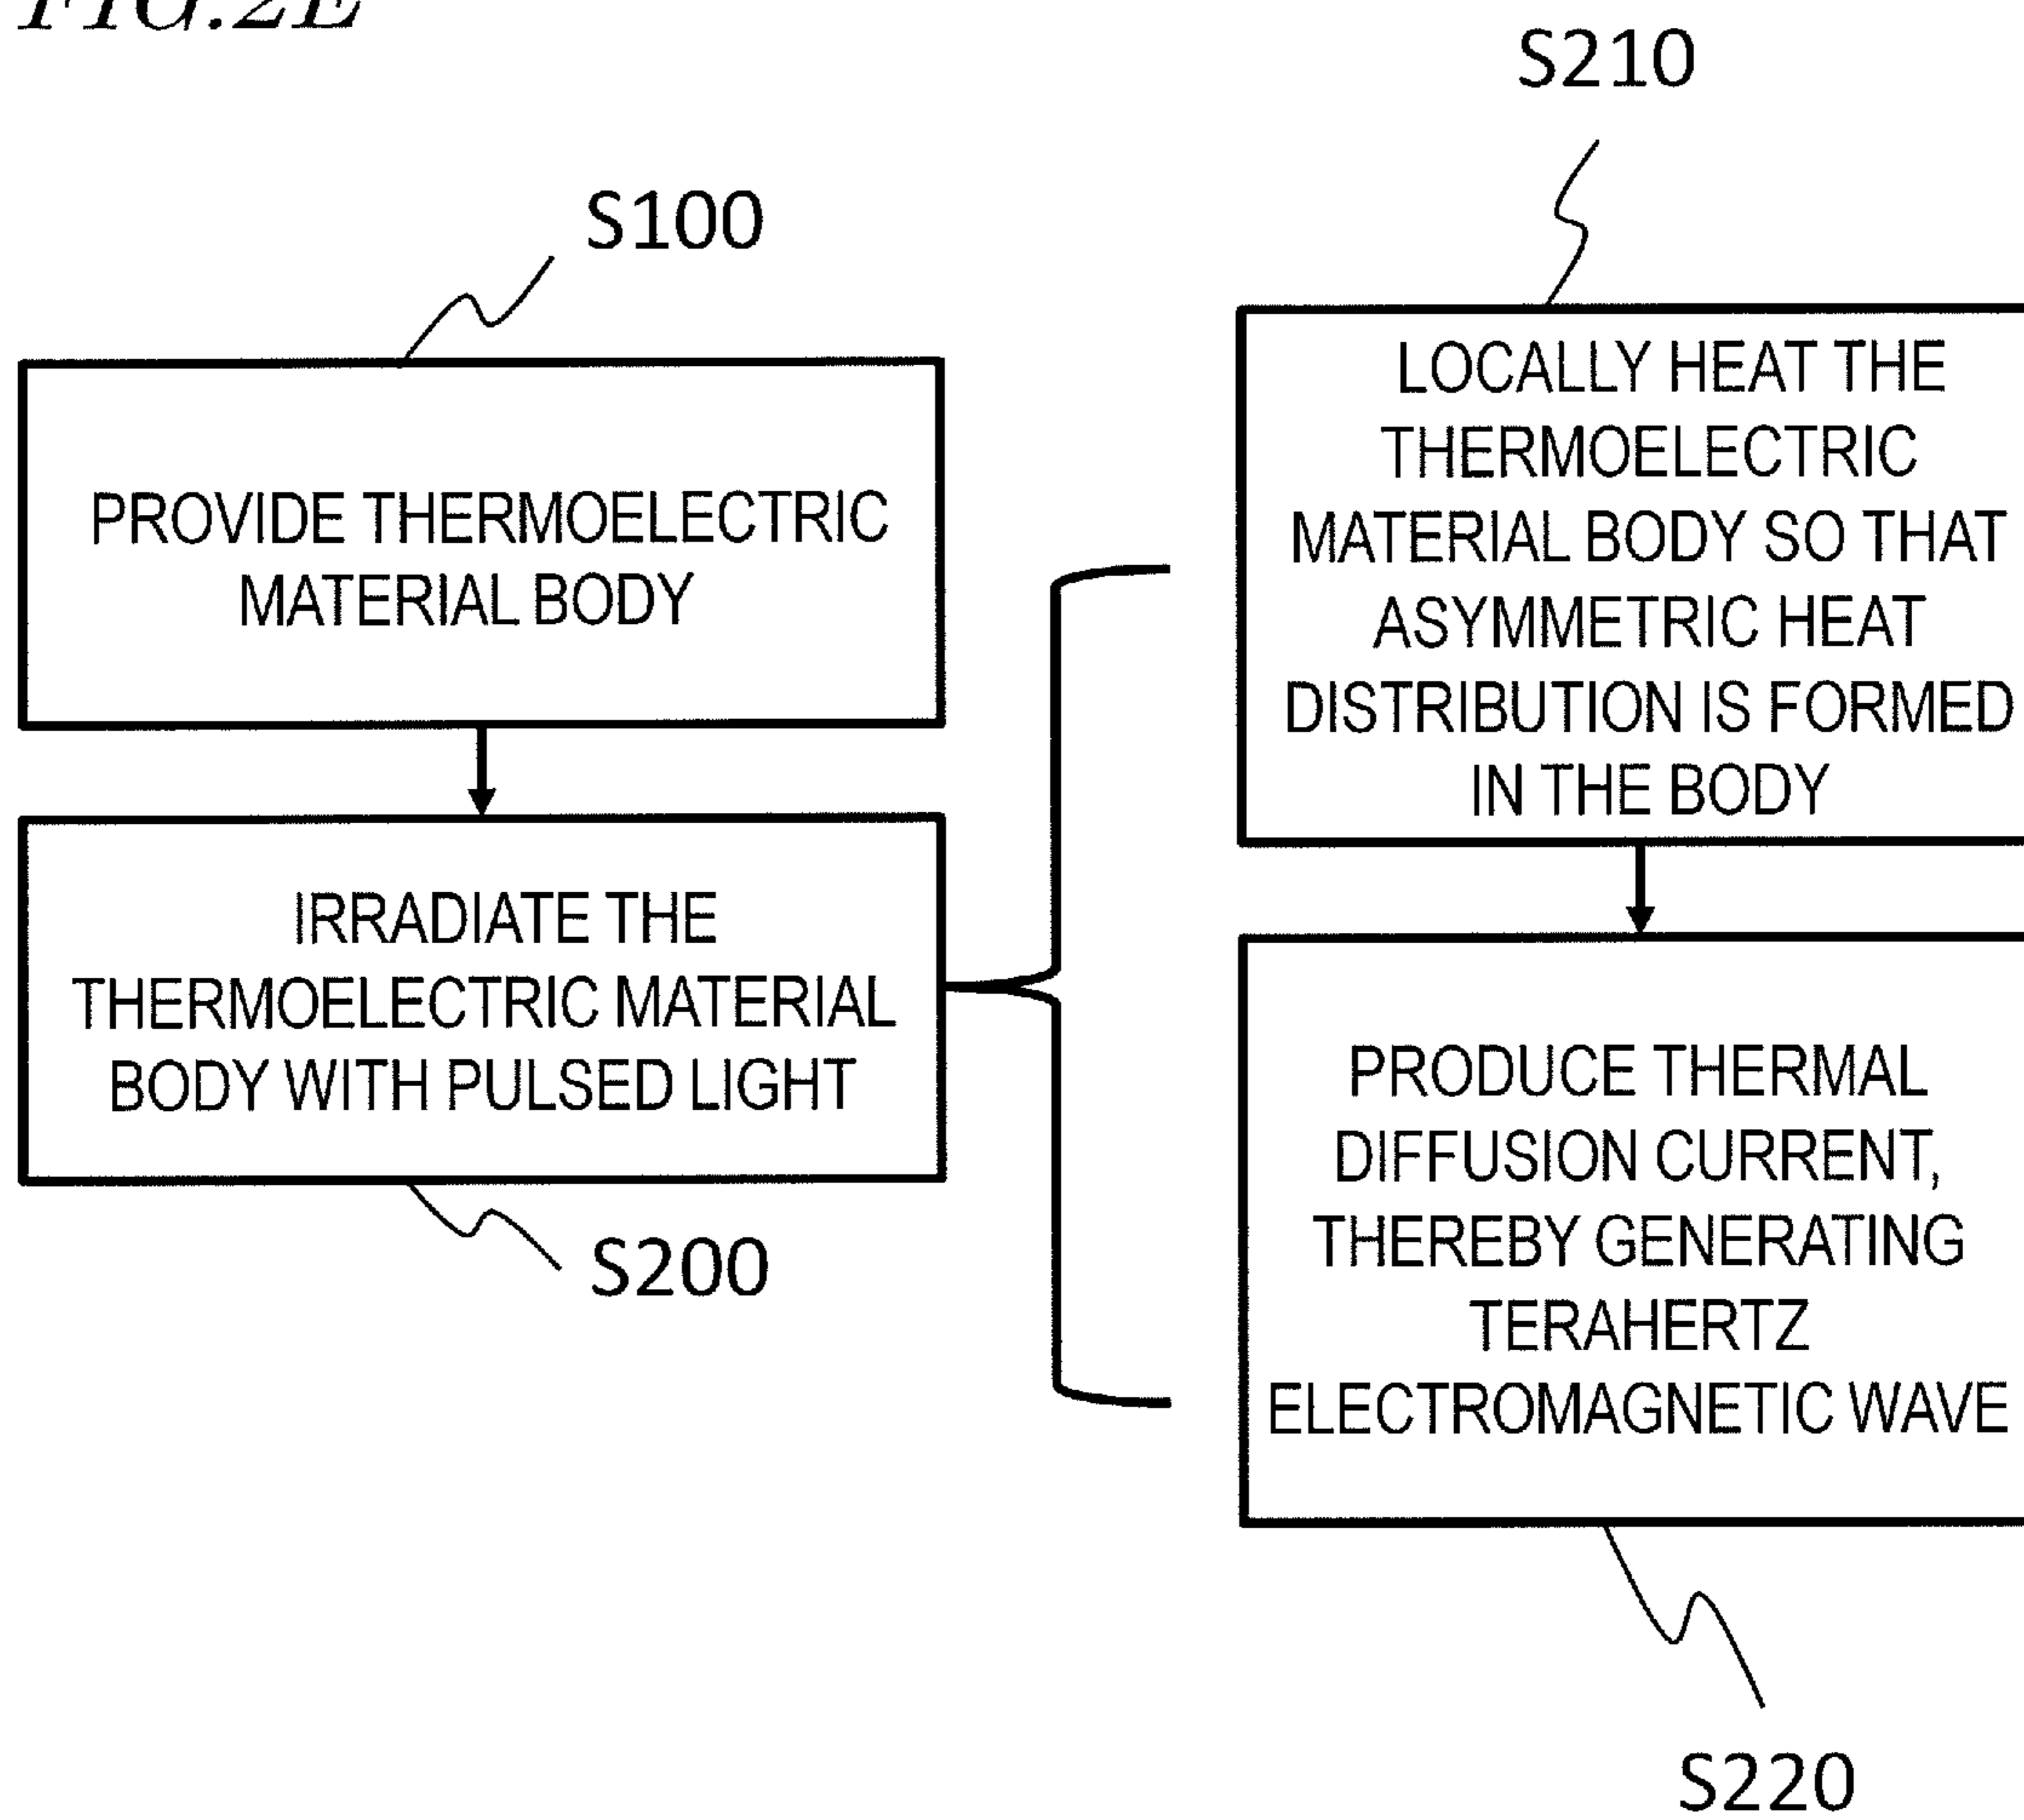 FIG.2E
S100
PROVIDE THERMOELECTRIC
MATERIAL BODY
IRRADIATE THE
THERMOELECTRIC MATERIAL
BODY WITH PULSED LIGHT
S200
S210
LOCALLY HEAT THE
THERMOELECTRIC
MATERIAL BODY SO THAT
ASYMMETRIC HEAT
DISTRIBUTION IS FORMED
IN THE BODY
PRODUCE THERMAL
DIFFUSION CURRENT,
THEREBY GENERATING
TERAHERTZ
ELECTROMAGNETIC WAVE
S220